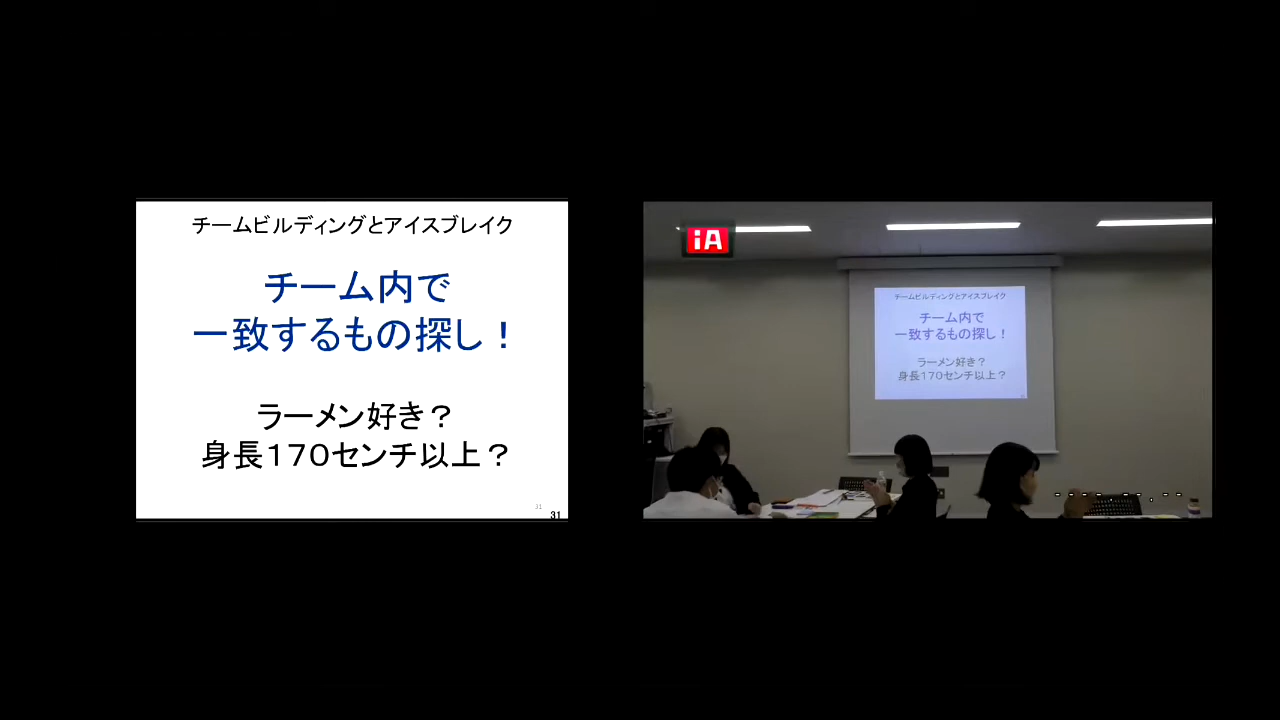 チームビルディングとアイスブレイク
チーム内で
一致するもの探し！
ラーメン好き？
身長１７０センチ以上？
31
31
iA
チームビルディングとアイスブレイク
チーム内で
一致するもの探し！
ラーメン好き？
身長１７０センチ以上？